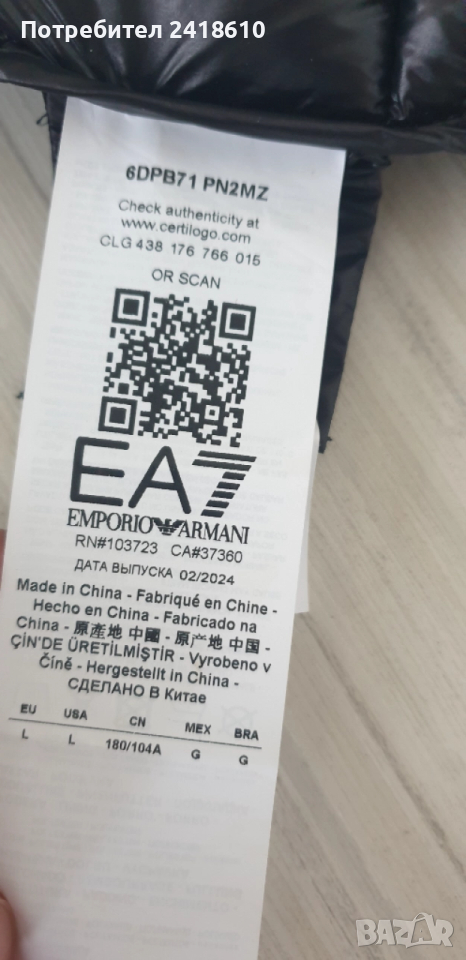 Потребител 2418610
6DPB71 PN2MZ
Check authenticity at
www.certilogo.com
CLG 438 176 766 015
OR SCAN
EA7
EMPORIO ARMANI
RN#103723 CA#37360
ДАТА ВЫПУСКА 02/2024
Made in China - Fabriqué en Chine -
Hecho en China - Fabricado na
China - 原產地 中國 - 原产地 中国 -
ÇİN'DE ÜRETİLMİŞTİR - Vyrobeno v
Číně - Hergestellt in China -
СДЕЛАНО В Китае
EU USA CN MEX BRA
L L 180/104A G G
BAZAR